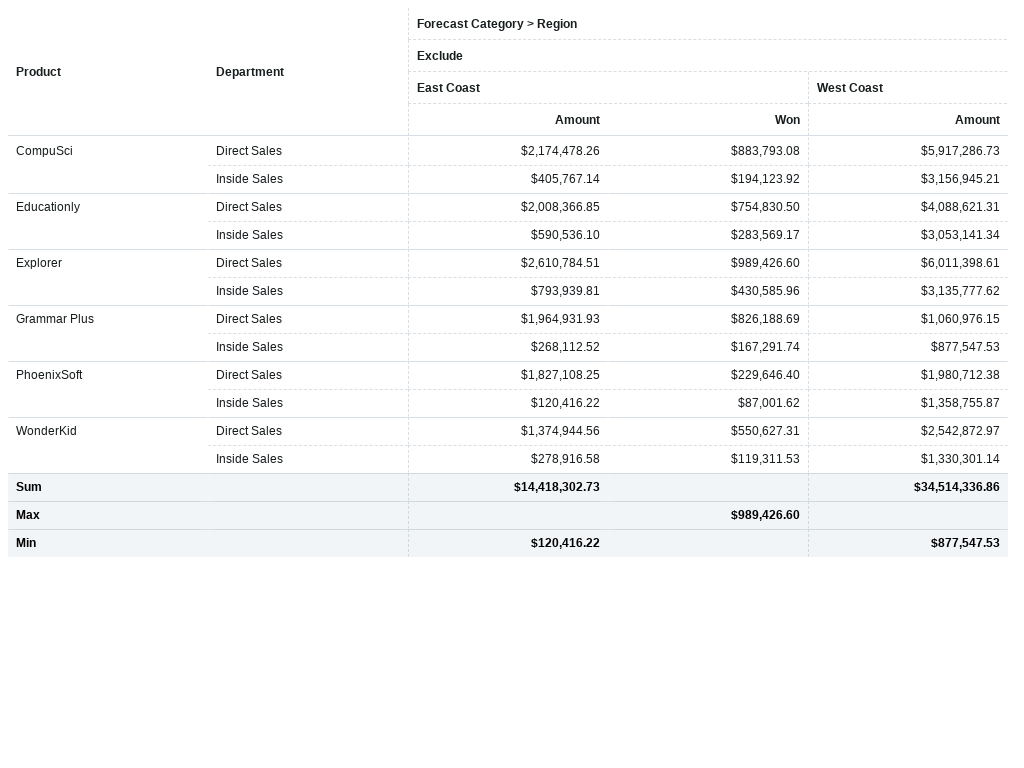 Forecast Category > Region
Exclude
Product Department
East Coast West Coast
Amount Won Amount
CompuSci Direct Sales $2,174,478.26 $883,793.08 $5,917,286.73
Inside Sales $405,767.14 $194,123.92 $3,156,945.21
Educationly Direct Sales $2,008,366.85 $754,830.50 $4,088,621.31
Inside Sales $590,536.10 $283,569.17 $3,053,141.34
Explorer Direct Sales $2,610,784.51 $989,426.60 $6,011,398.61
Inside Sales $793,939.81 $430,585.96 $3,135,777.62
Grammar Plus Direct Sales $1,964,931.93 $826,188.69 $1,060,976.15
Inside Sales $268,112.52 $167,291.74 $877,547.53
PhoenixSoft Direct Sales $1,827,108.25 $229,646.40 $1,980,712.38
Inside Sales $120,416.22 $87,001.62 $1,358,755.87
WonderKid Direct Sales $1,374,944.56 $550,627.31 $2,542,872.97
Inside Sales $278,916.58 $119,311.53 $1,330,301.14
Sum $14,418,302.73 $34,514,336.86
Max $989,426.60
Min $120,416.22 $877,547.53